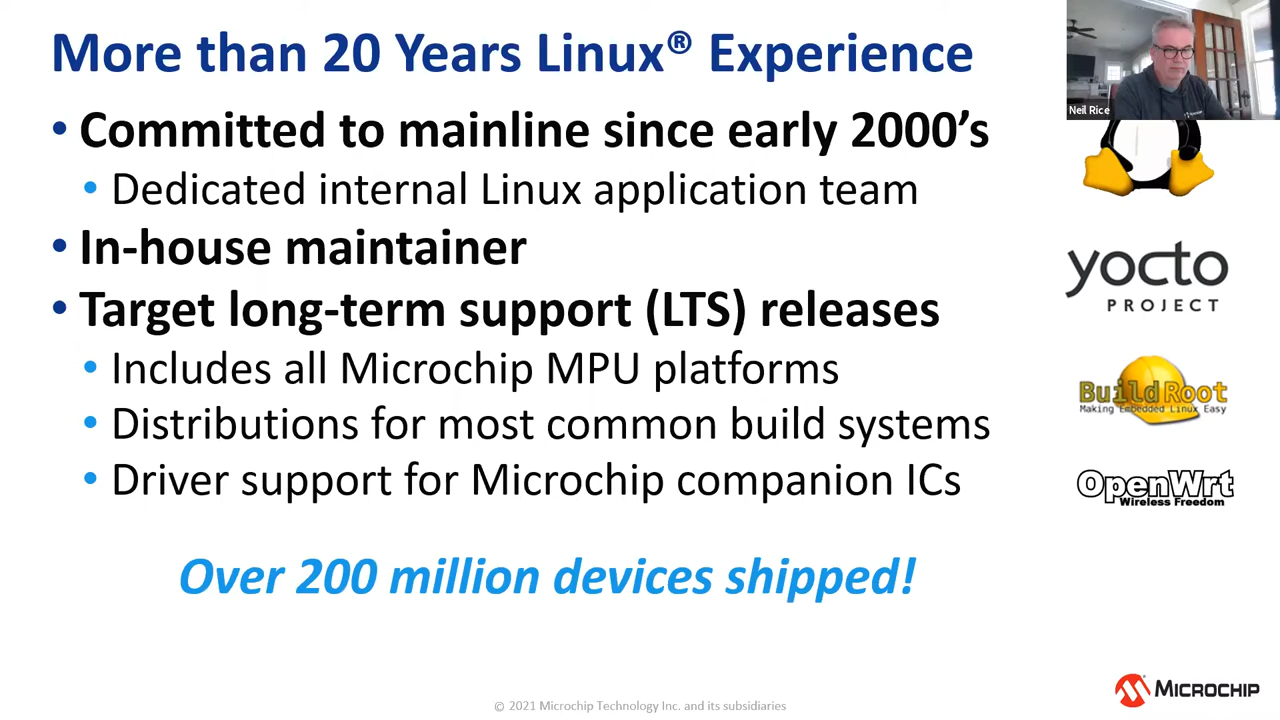 More than 20 Years Linux® Experience
Neil Rice
• Committed to mainline since early 2000’s
• Dedicated internal Linux application team
• In-house maintainer
• Target long-term support (LTS) releases
• Includes all Microchip MPU platforms
• Distributions for most common build systems
• Driver support for Microchip companion ICs
Over 200 million devices shipped!
yocto
PROJECT
BuildRoot
Making Embedded Linux Easy
OpenWrt
Wireless Freedom
© 2021 Microchip Technology Inc. and its subsidiaries
MICROCHIP